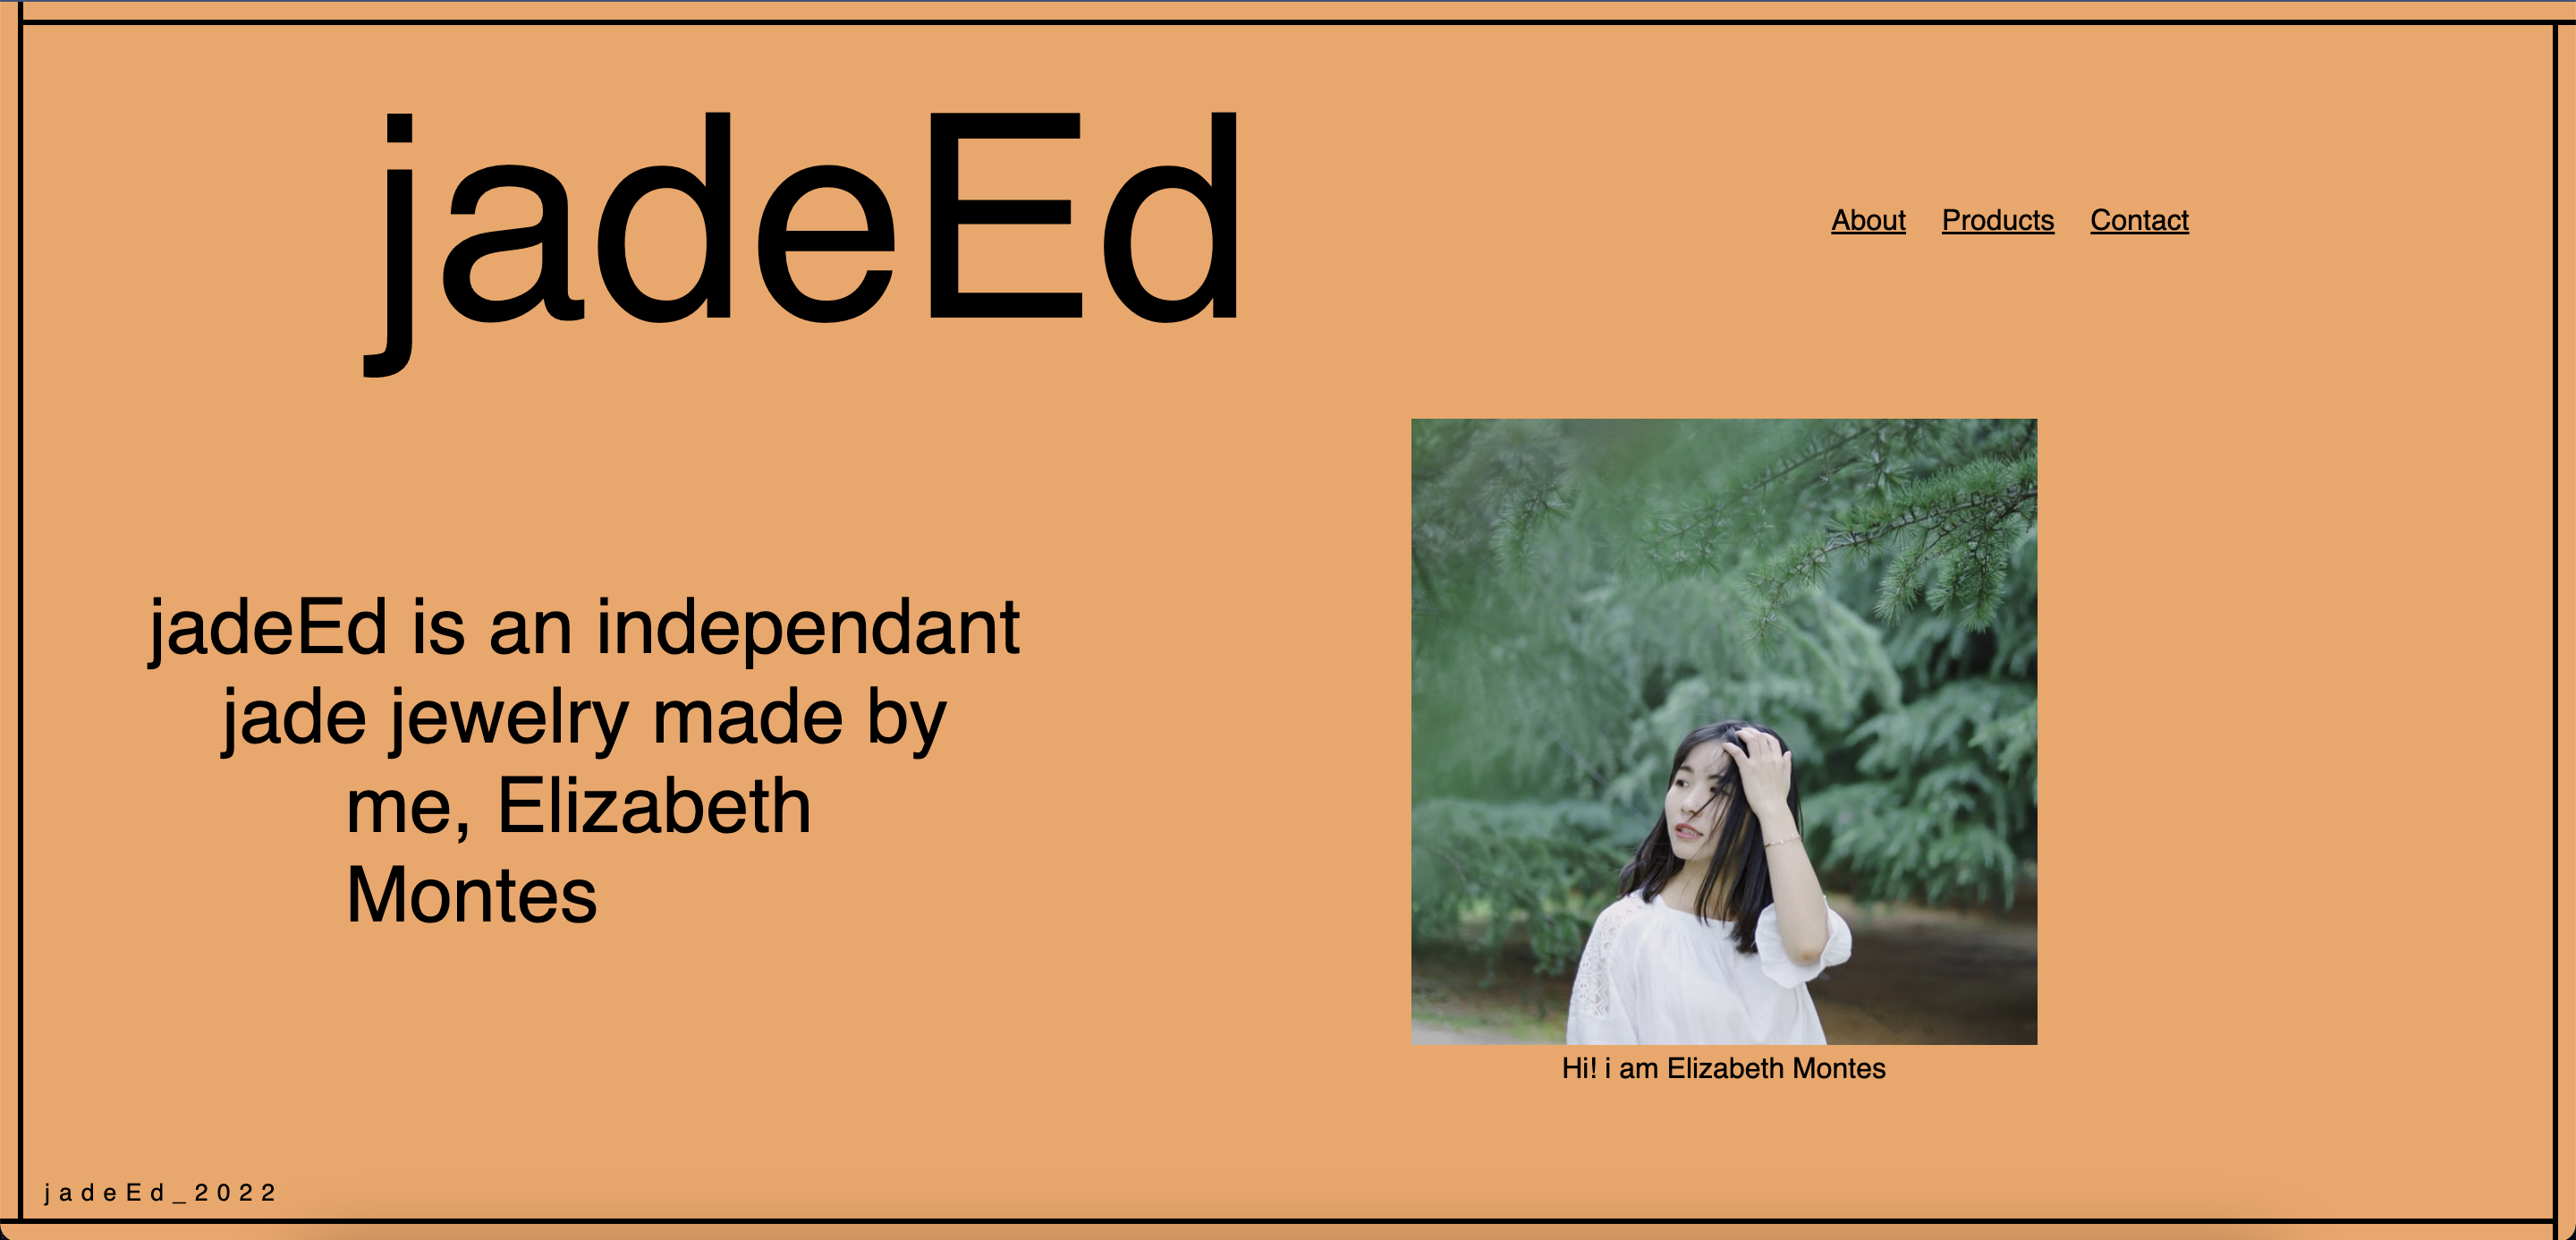 jadeEd
About Products Contact
jadeEd is an independant
jade jewelry made by
me, Elizabeth
Montes
Hi! i am Elizabeth Montes
jadeEd_2022